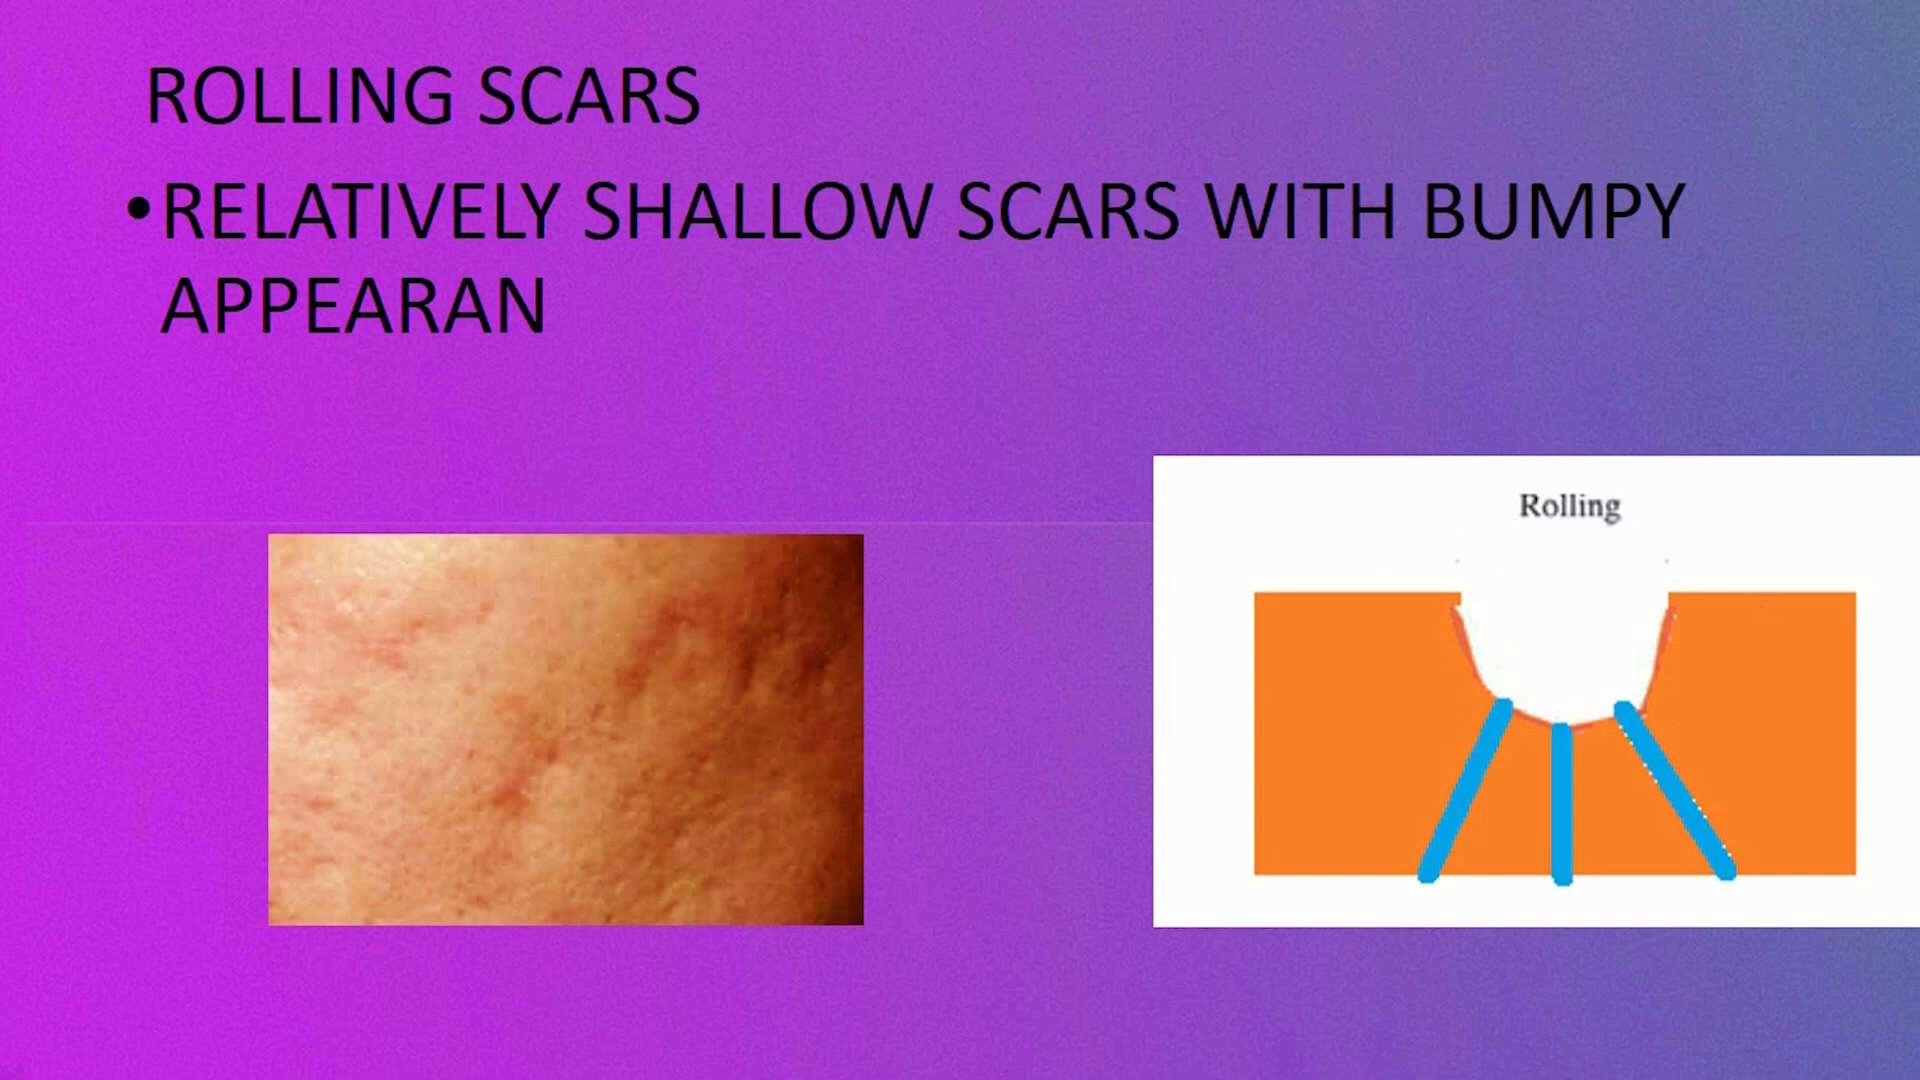 ROLLING SCARS
•RELATIVELY SHALLOW SCARS WITH BUMPY
APPEARAN
Rolling